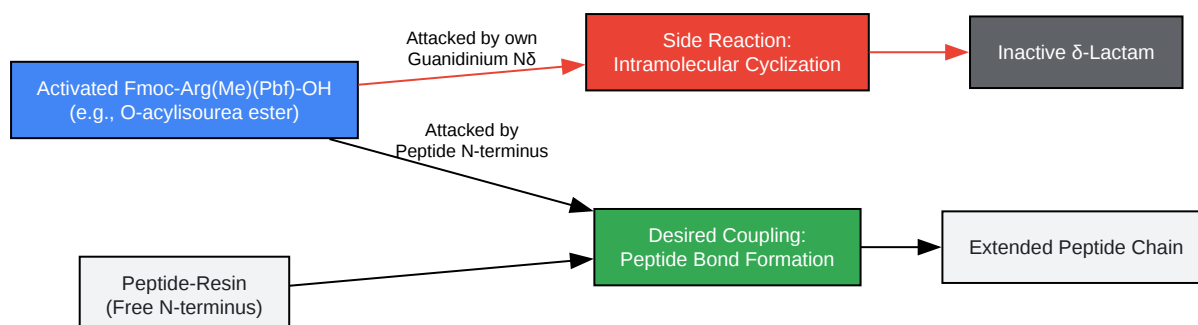 Attacked by own
Guanidinium Nδ
Side Reaction:
Intramolecular Cyclization
Inactive δ-Lactam
Activated Fmoc-Arg(Me)(Pbf)-OH
(e.g., O-acylisourea ester)
Attacked by
Peptide N-terminus
Desired Coupling:
Peptide Bond Formation
Extended Peptide Chain
Peptide-Resin
(Free N-terminus)